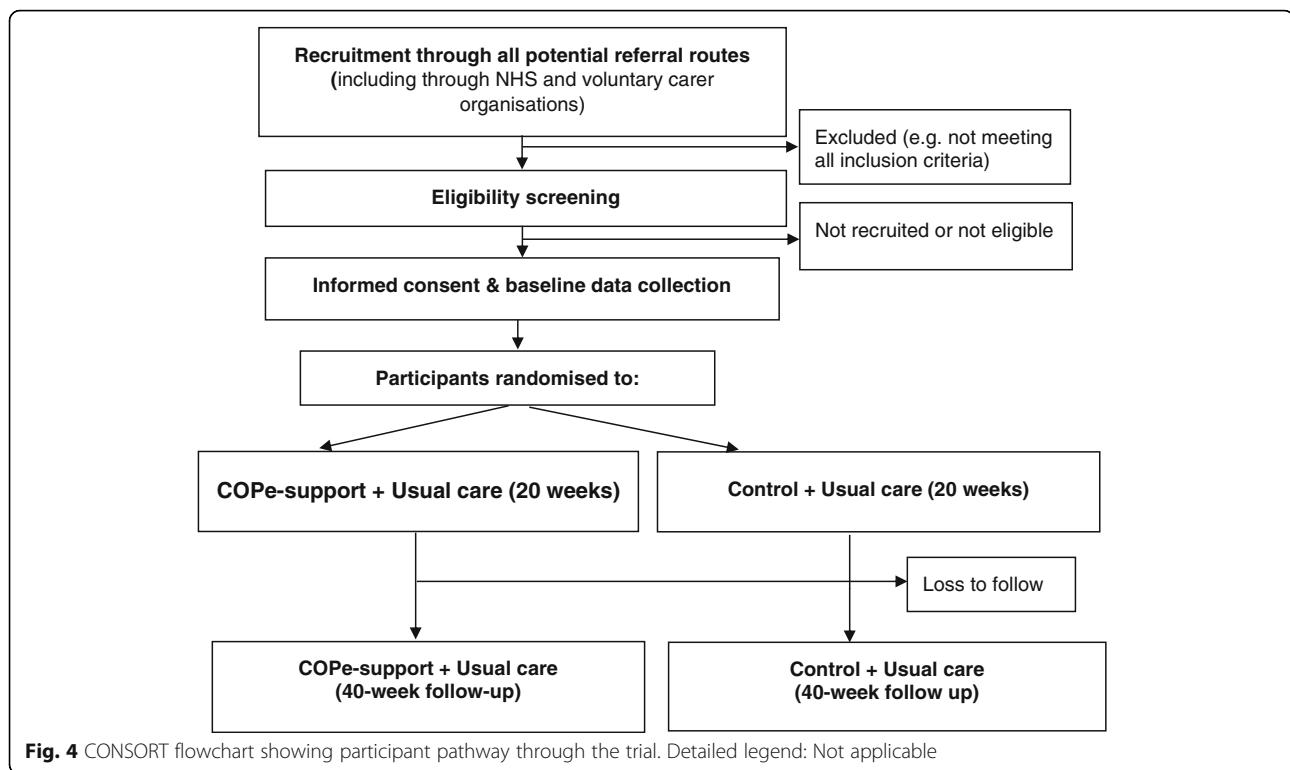 Recruitment through all potential referral routes
(including through NHS and voluntary carer
organisations)
Excluded (e.g. not meeting
all inclusion criteria)
Eligibility screening
Not recruited or not eligible
Informed consent & baseline data collection
Participants randomised to:
COPe-support + Usual care (20 weeks)
Control + Usual care (20 weeks)
Loss to follow
COPe-support + Usual care
(40-week follow-up)
Control + Usual care
(40-week follow up)
Fig. 4 CONSORT flowchart showing participant pathway through the trial. Detailed legend: Not applicable